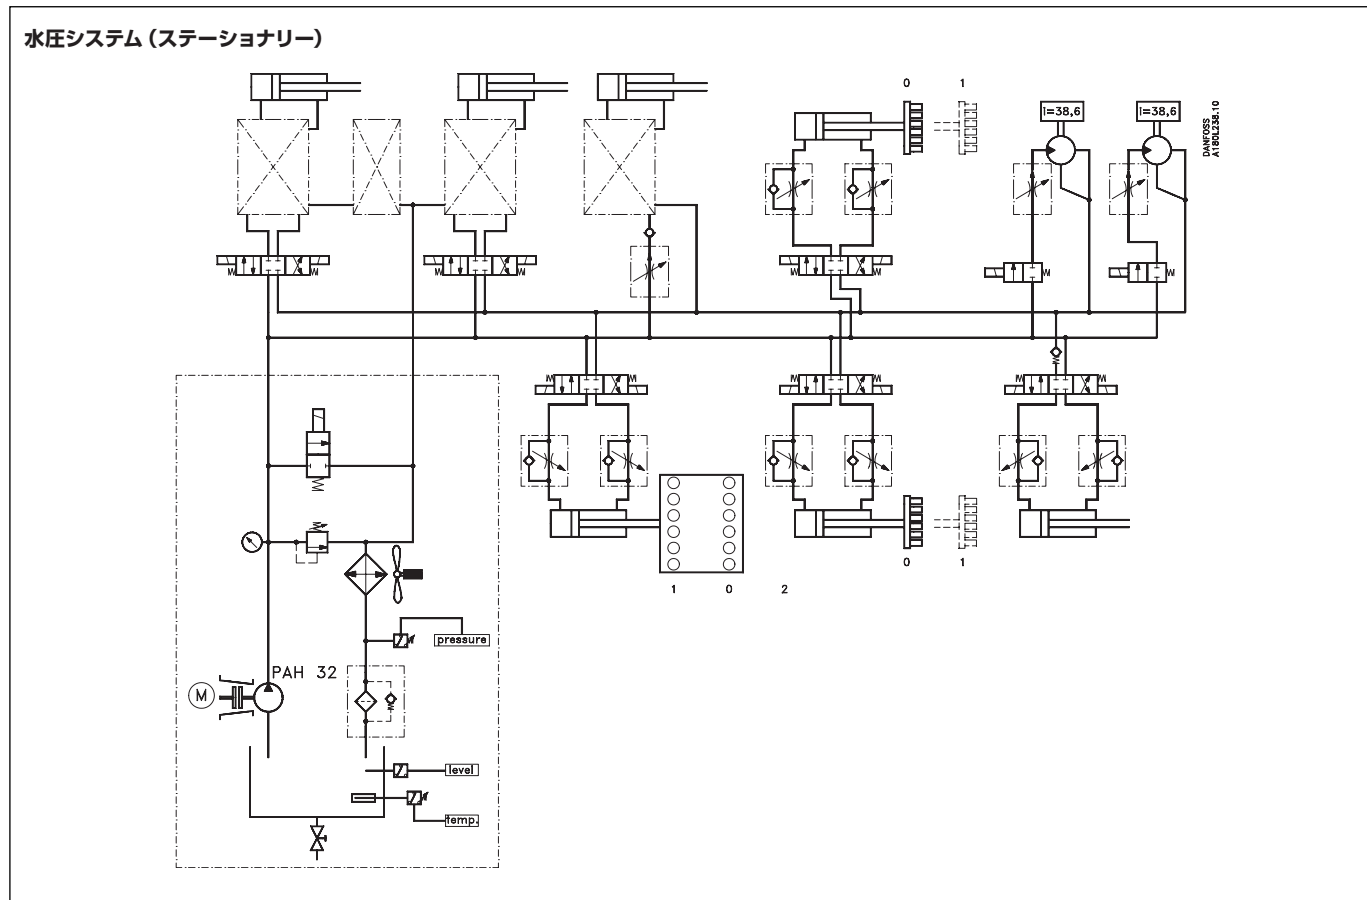 水圧システム（ステーショナリー）
0 1
i=38,6
i=38,6
DANFOSS
A180L238.10
1 0 2
0 1
pressure
PAH 32
M
level
temp.